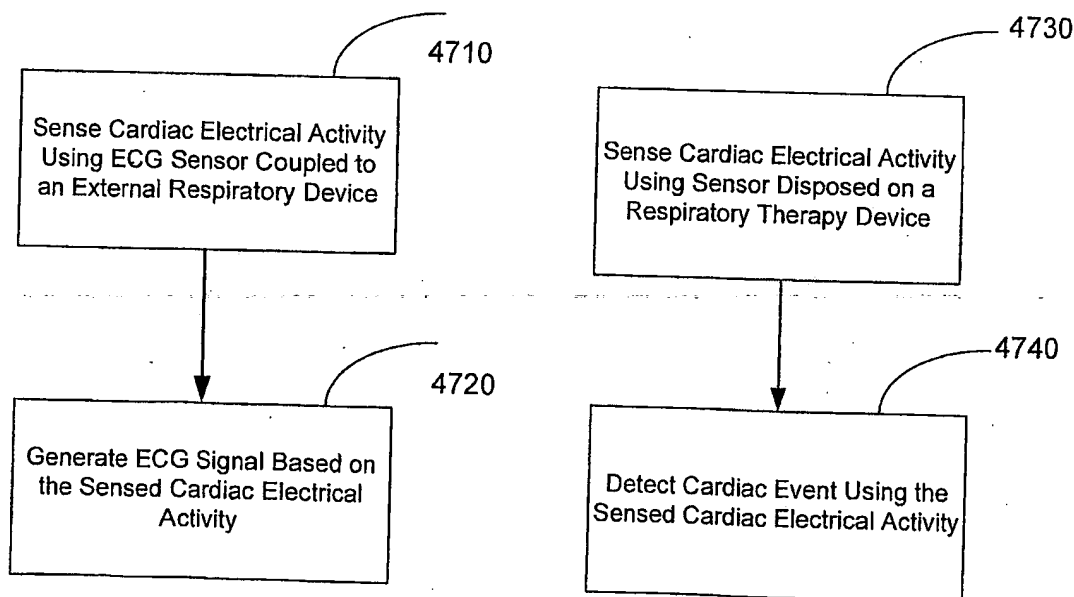 4710
Sense Cardiac Electrical Activity
Using ECG Sensor Coupled to
an External Respiratory Device
4720
Generate ECG Signal Based on
the Sensed Cardiac Electrical
Activity
4730
Sense Cardiac Electrical Activity
Using Sensor Disposed on a
Respiratory Therapy Device
4740
Detect Cardiac Event Using the
Sensed Cardiac Electrical Activity